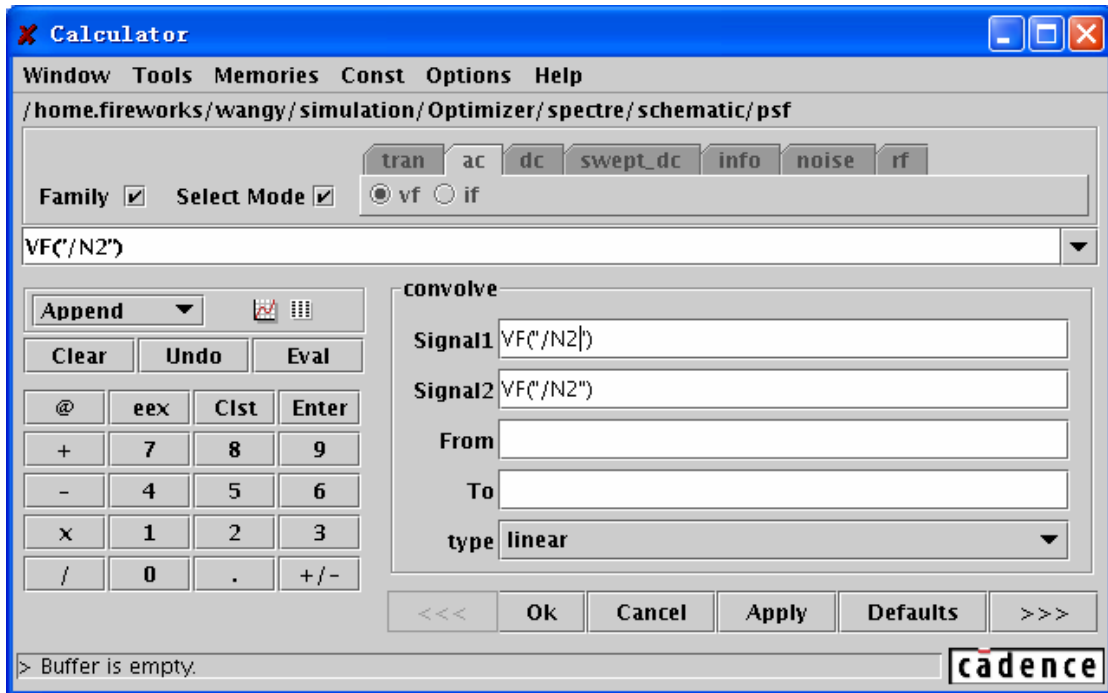 Calculator
Window Tools Memories Const Options Help
/home.fireworks/wangy/simulation/Optimizer/spectre/schematic/psf
tran ac dc swept_dc info noise rf
Family Select Mode vf if
VF("/N2")
convolve
Append
Signal1 VF("/N2")
Clear Undo Eval
Signal2 VF("/N2")
@ eex Clst Enter
From
+ 7 8 9
To
- 4 5 6
type linear
x 1 2 3
/ 0 . +/-
<<< Ok Cancel Apply Defaults >>>
> Buffer is empty.
cādence